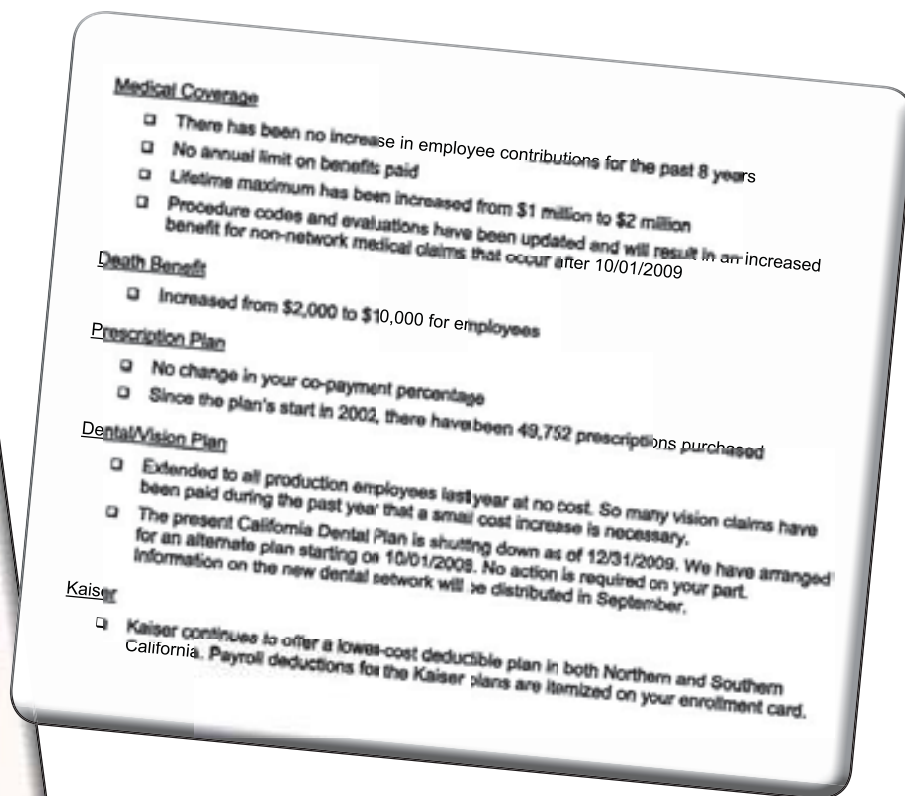 Medical Coverage
❑ There has been no increase in employee contributions for the past 8 years
❑ No annual limit on benefits paid
❑ Lifetime maximum has been increased from $1 million to $2 million
❑ Procedure codes and evaluations have been updated and will result in an increased
benefit for non-network medical claims that occur after 10/01/2009
Death Benefit
❑ Increased from $2,000 to $10,000 for employees
Prescription Plan
❑ No change in your co-payment percentage
❑ Since the plan's start in 2002, there have been 49,752 prescriptions purchased
Dental/Vision Plan
❑ Extended to all production employees last year at no cost. So many vision claims have
been paid during the past year that a small cost increase is necessary.
❑ The present California Dental Plan is shutting down as of 12/31/2009. We have arranged
for an alternate plan starting on 10/01/2009. No action is required on your part.
Information on the new dental network will be distributed in September.
Kaiser
❑ Kaiser continues to offer a lower-cost deductible plan in both Northern and Southern
California. Payroll deductions for the Kaiser plans are itemized on your enrollment card.